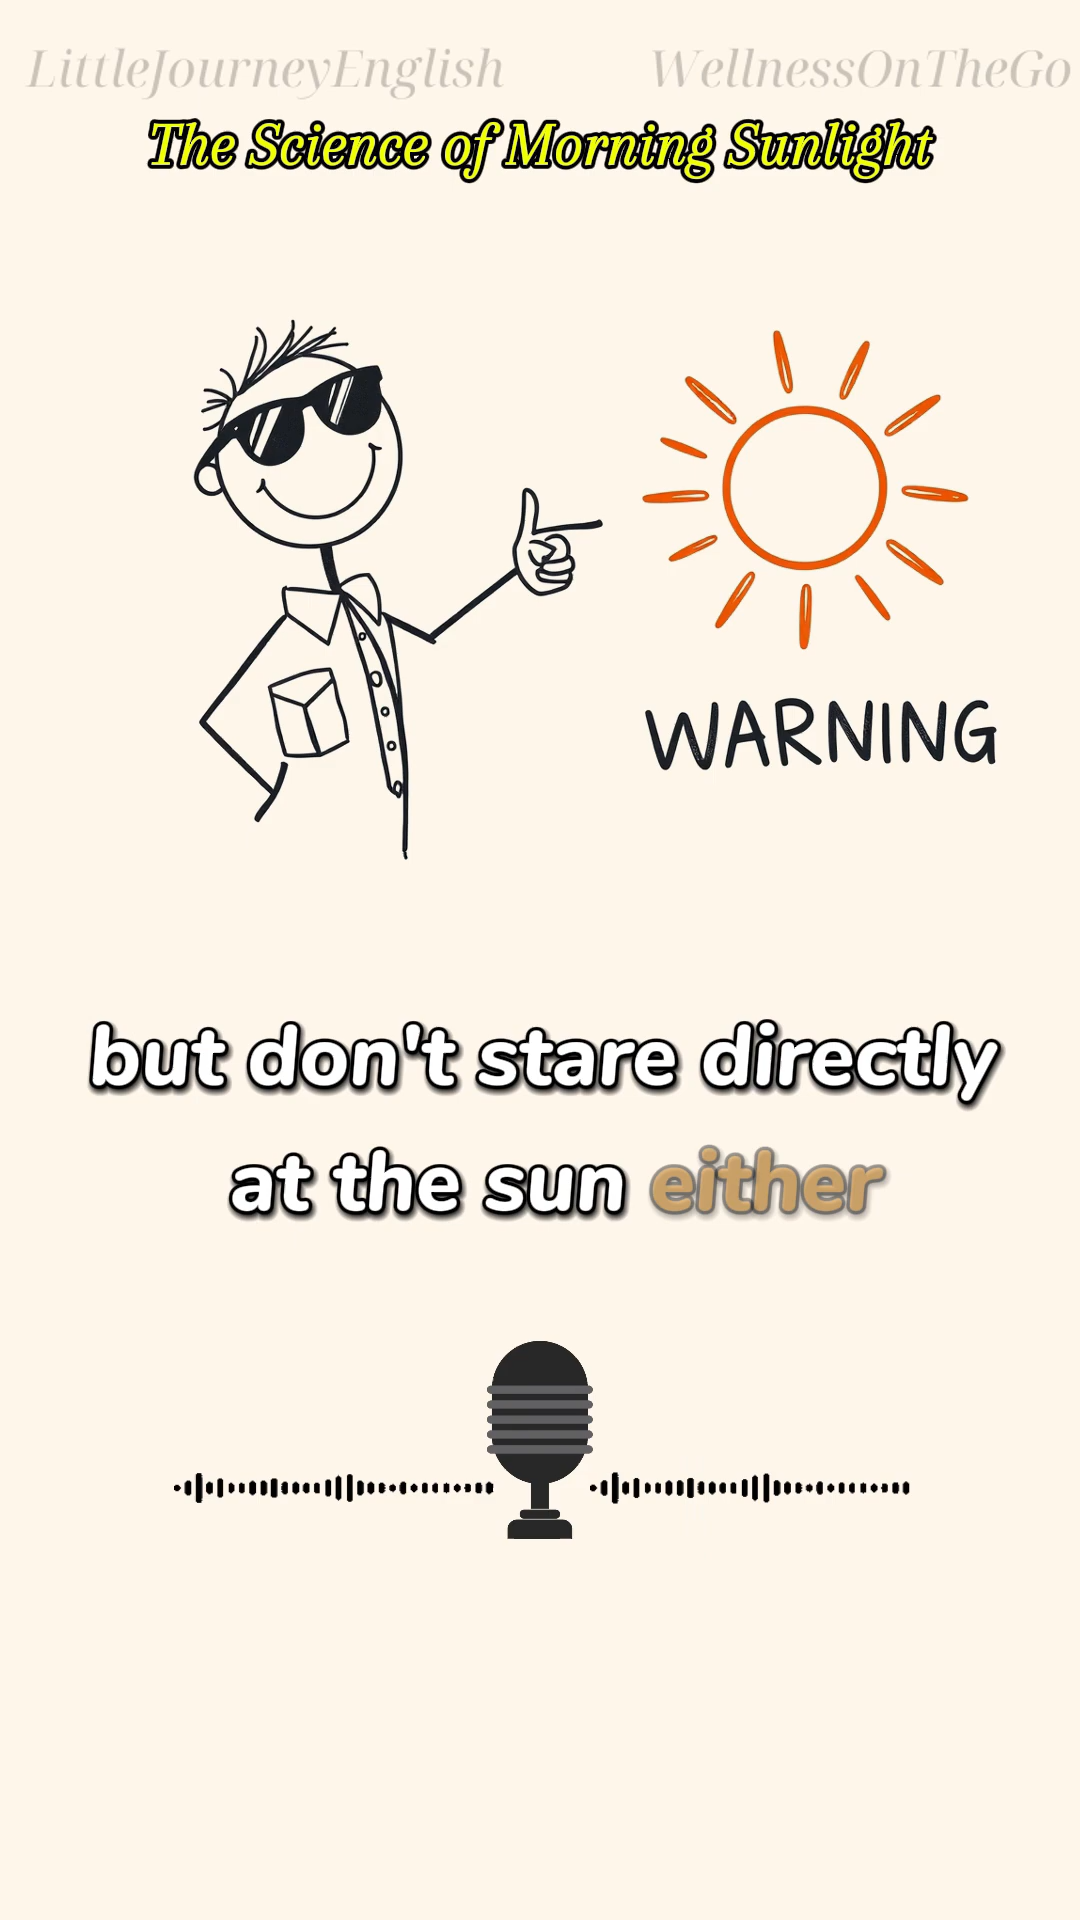 LittleJourneyEnglish WellnessOnTheGo
The Science of Morning Sunlight
WARNING
but don't stare directly
at the sun either